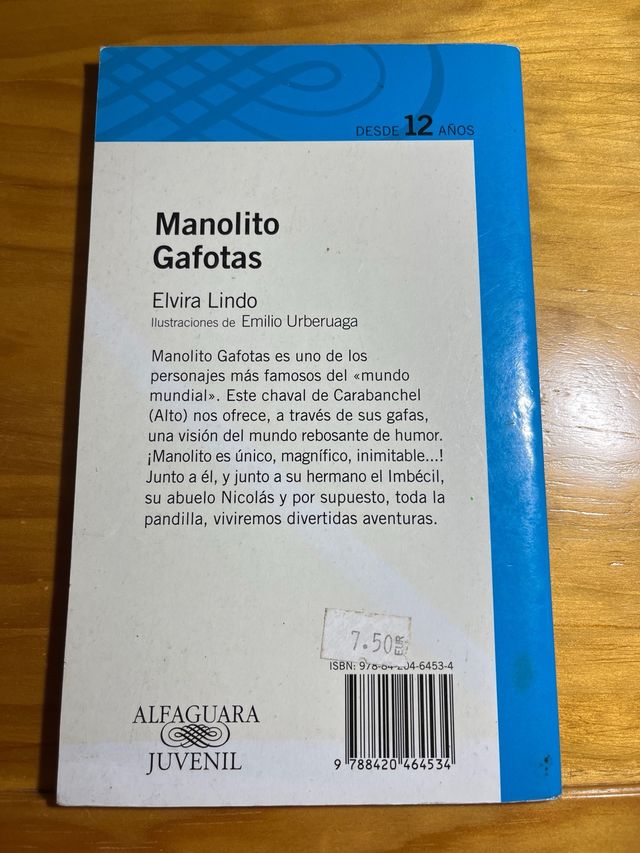 DESDE 12 AÑOS
Manolito
Gafotas
Elvira Lindo
Ilustraciones de Emilio Urberuaga
Manolito Gafotas es uno de los
personajes más famosos del «mundo
mundial». Este chaval de Carabanchel
(Alto) nos ofrece, a través de sus gafas,
una visión del mundo rebosante de humor.
¡Manolito es único, magnífico, inimitable...!
Junto a él, y junto a su hermano el Imbécil,
su abuelo Nicolás y por supuesto, toda la
pandilla, viviremos divertidas aventuras.
7.50 EUR
ISBN: 978-84-204-6453-4
ALFAGUARA
JUVENIL
9 788420 464534